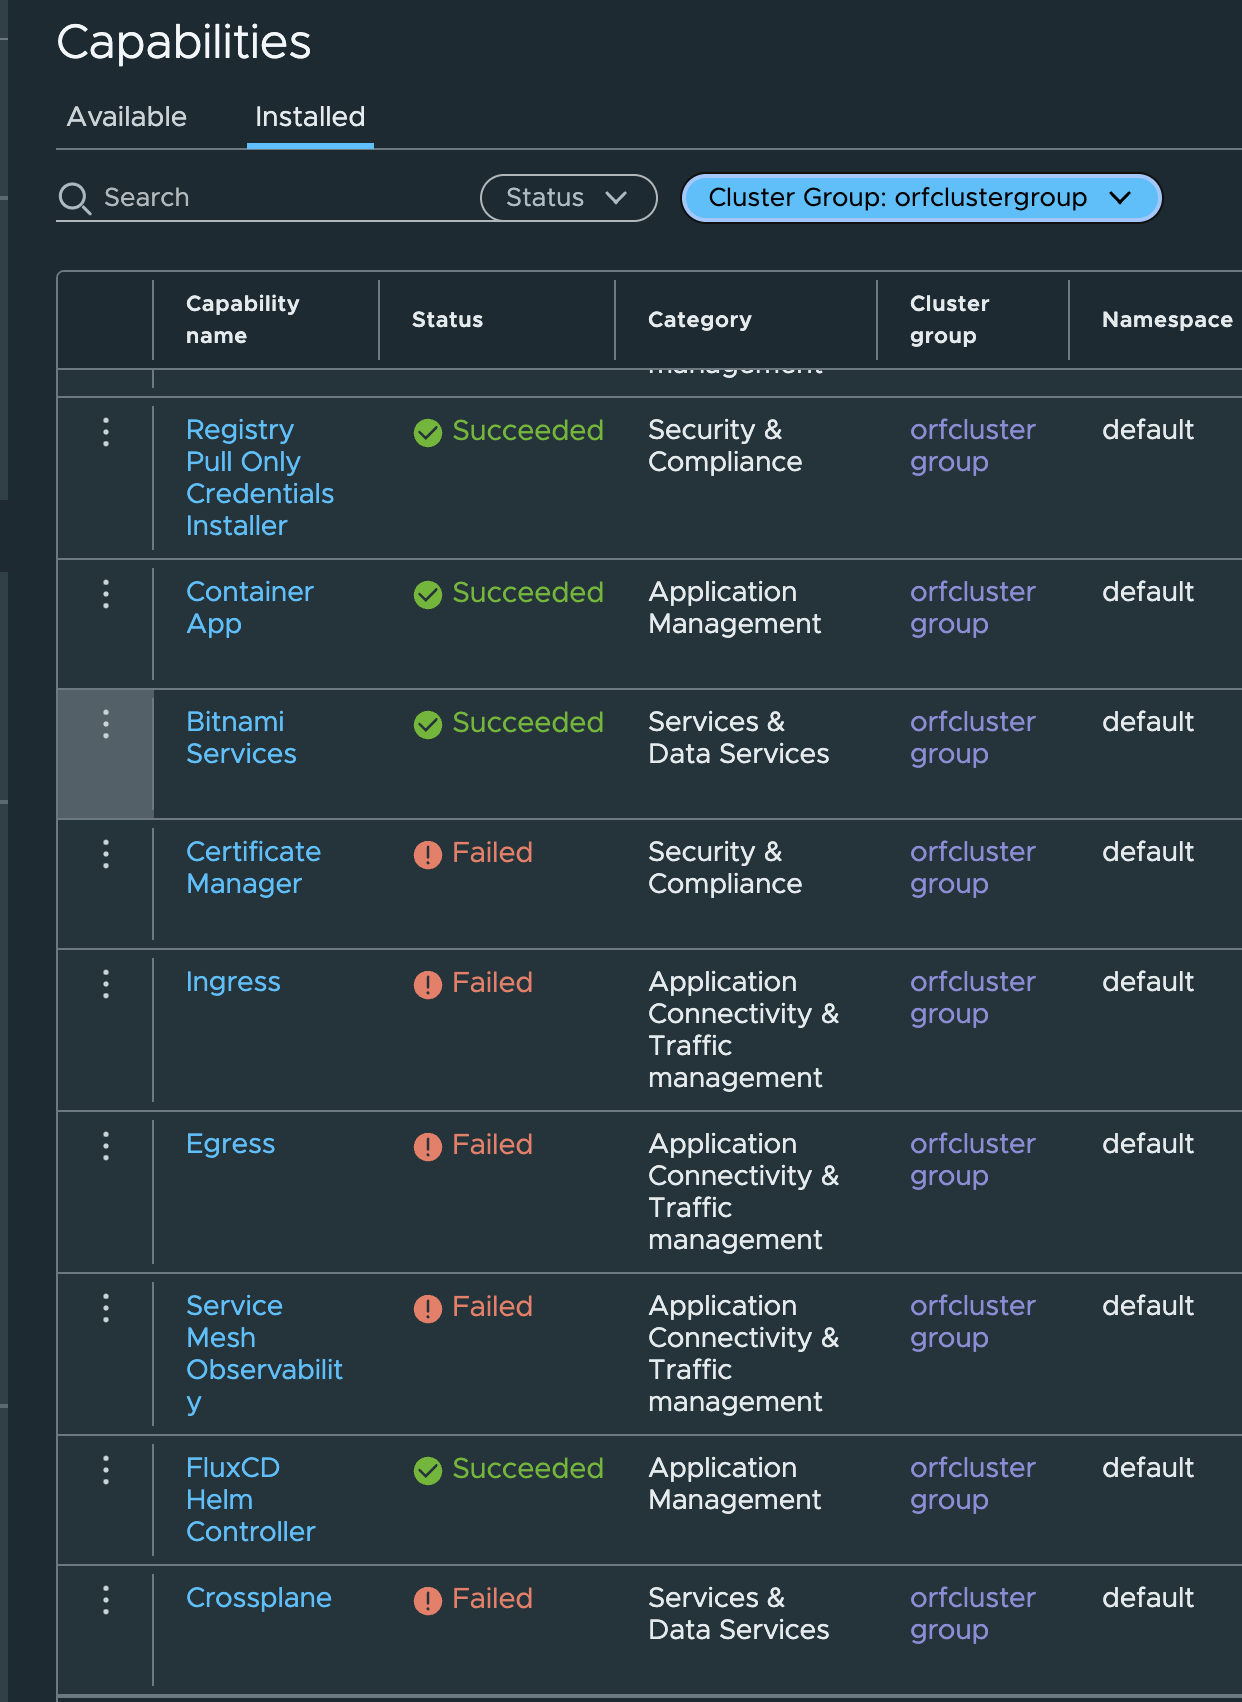 Capabilities
Available
Installed
Search
Status
Cluster Group: orfclustergroup
Capability
name
Status
Category
Cluster
group
Namespace
management
Registry
Pull Only
Credentials
Installer
Succeeded
Security &
Compliance
orfcluster
group
default
Container
App
Succeeded
Application
Management
orfcluster
group
default
Bitnami
Services
Succeeded
Services &
Data Services
orfcluster
group
default
Certificate
Manager
Failed
Security &
Compliance
orfcluster
group
default
Ingress
Failed
Application
Connectivity &
Traffic
management
orfcluster
group
default
Egress
Failed
Application
Connectivity &
Traffic
management
orfcluster
group
default
Service
Mesh
Observabilit
y
Failed
Application
Connectivity &
Traffic
management
orfcluster
group
default
FluxCD
Helm
Controller
Succeeded
Application
Management
orfcluster
group
default
Crossplane
Failed
Services &
Data Services
orfcluster
group
default